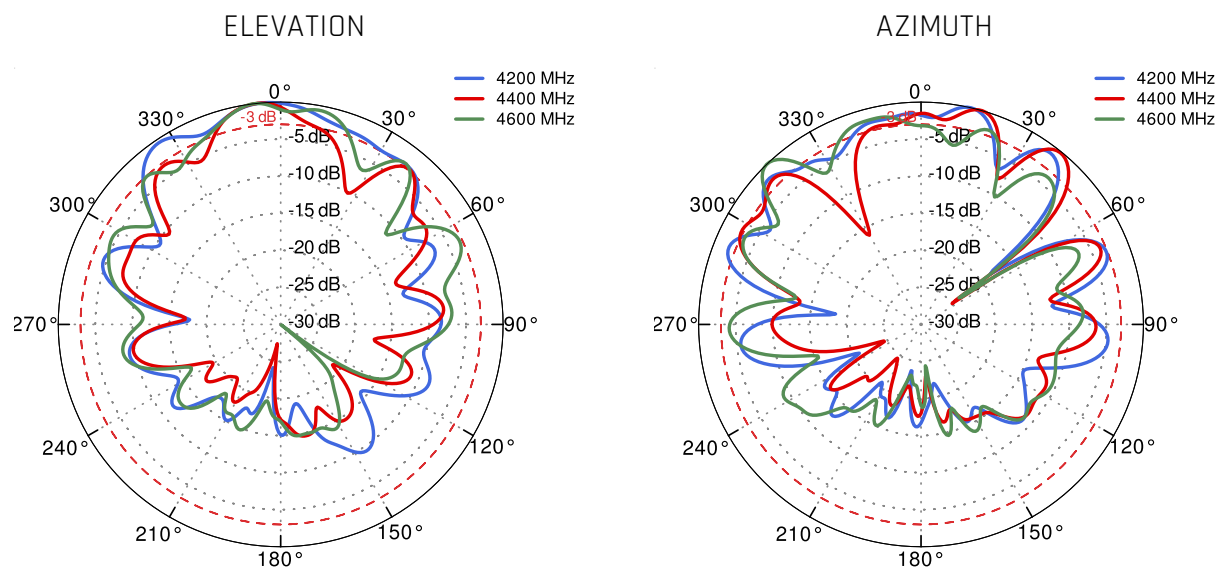 ELEVATION
4200 MHz
4400 MHz
4600 MHz
0°
30°
60°
90°
120°
150°
180°
210°
240°
270°
300°
330°
-3 dB
-5 dB
-10 dB
-15 dB
-20 dB
-25 dB
-30 dB
AZIMUTH
4200 MHz
4400 MHz
4600 MHz
0°
30°
60°
90°
120°
150°
180°
210°
240°
270°
300°
330°
-3 dB
-5 dB
-10 dB
-15 dB
-20 dB
-25 dB
-30 dB